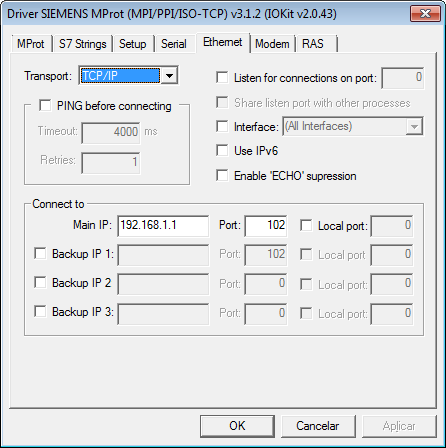 Driver SIEMENS MProt (MPI/PPI/ISO-TCP) v3.1.2 (IOKit v2.0.43)
MProt S7 Strings Setup Serial Ethernet Modem RAS
Transport: TCP/IP
Listen for connections on port: 0
PING before connecting
Share listen port with other processes
Timeout: 4000 ms
Interface: (All Interfaces)
Retries: 1
Use IPv6
Enable 'ECHO' supression
Connect to
Main IP: 192.168.1.1 Port: 102 Local port: 0
Backup IP 1: Port: 102 Local port 0
Backup IP 2 Port: 0 Local port 0
Backup IP 3: Port: 0 Local port: 0
OK Cancelar Aplicar